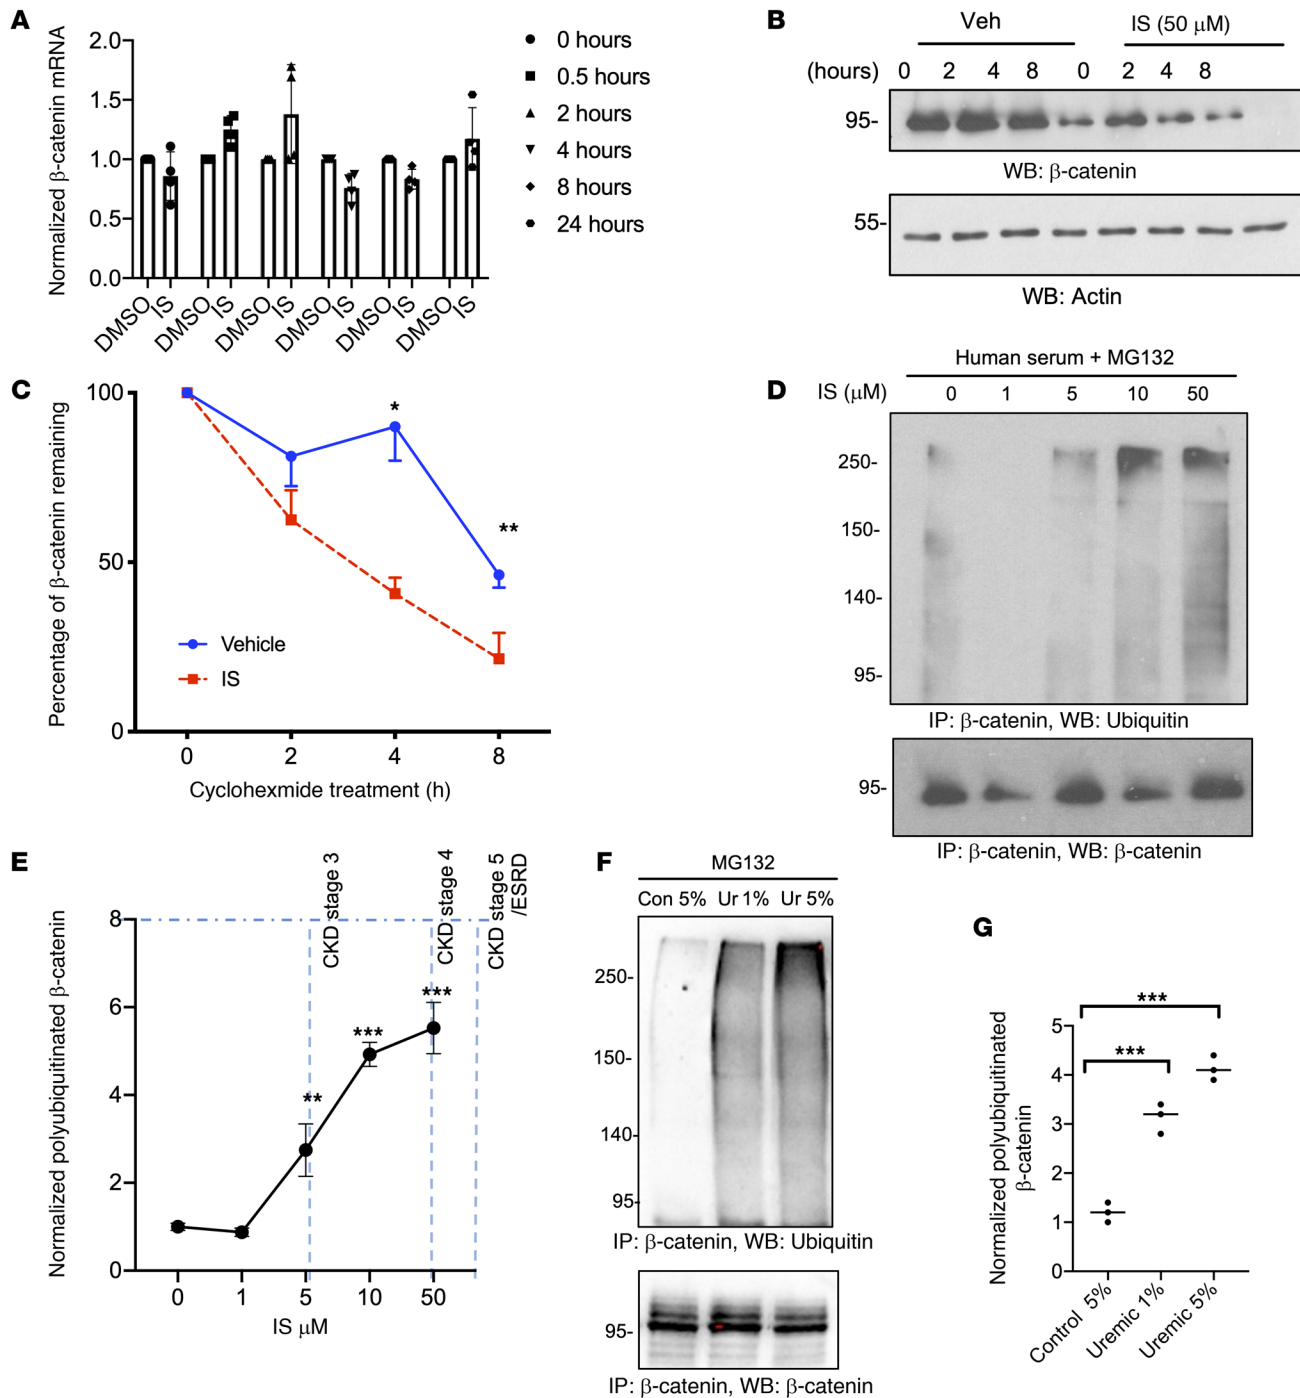 A
Normalized β-catenin mRNA
2.0
1.5
1.0
0.5
0.0
DMSO
IS
DMSO
IS
DMSO
IS
DMSO
IS
DMSO
IS
DMSO
IS
0 hours
0.5 hours
2 hours
4 hours
8 hours
24 hours
B
Veh
IS (50 μM)
(hours) 0 2 4 8 0 2 4 8
95-
WB: β-catenin
55-
WB: Actin
C
Percentage of β-catenin remaining
100
50
0
*
**
Vehicle
IS
0 2 4 8
Cyclohexmide treatment (h)
D
Human serum + MG132
IS (μM) 0 1 5 10 50
250-
150-
140-
95-
IP: β-catenin, WB: Ubiquitin
95-
IP: β-catenin, WB: β-catenin
E
Normalized polyubiquitinated β-catenin
CKD stage 3
CKD stage 4
CKD stage 5
/ESRD
8
6
4
2
0
**
***
***
0 1 5 10 50
IS μM
F
MG132
Con 5% Ur 1% Ur 5%
250-
150-
140-
95-
IP: β-catenin, WB: Ubiquitin
95-
IP: β-catenin, WB: β-catenin
G
Normalized polyubiquitinated
β-catenin
5
4
3
2
1
0
***
***
Control 5%
Uremic 1%
Uremic 5%